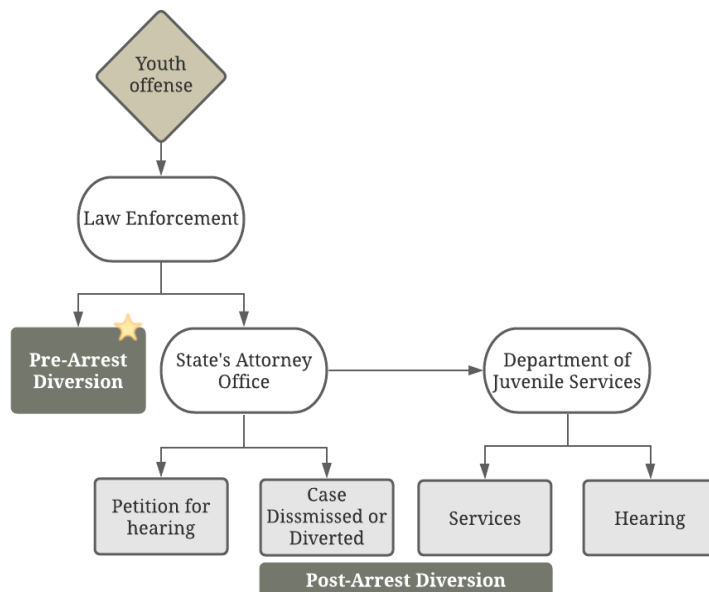 Youth
offense
Law Enforcement
Pre-Arrest
Diversion
State's Attorney
Office
Department of
Juvenile Services
Petition for
hearing
Case
Dissmissed or
Diverted
Services
Hearing
Post-Arrest Diversion